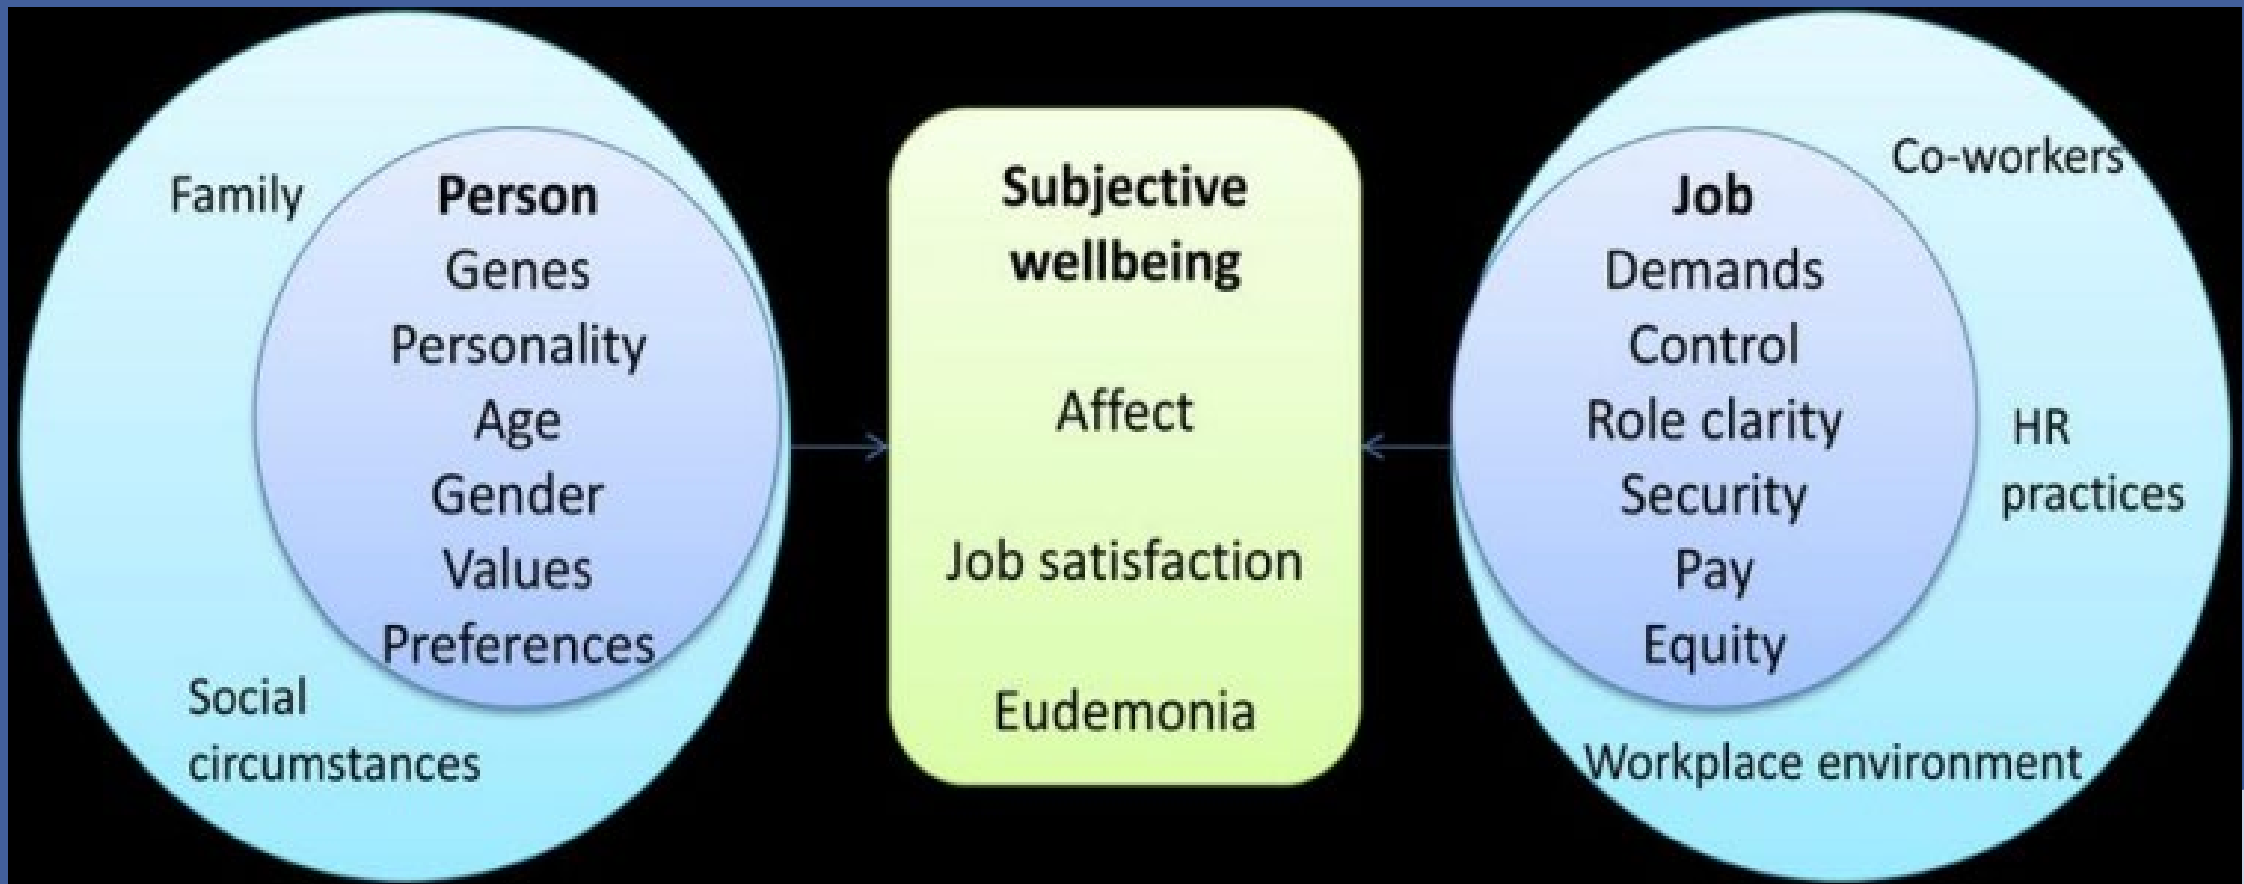 Family
Person
Genes
Personality
Age
Gender
Values
Preferences
Social
circumstances
Subjective
wellbeing
Affect
Job satisfaction
Eudemonia
Co-workers
Job
Demands
Control
Role clarity
Security
Pay
Equity
HR
practices
Workplace environment